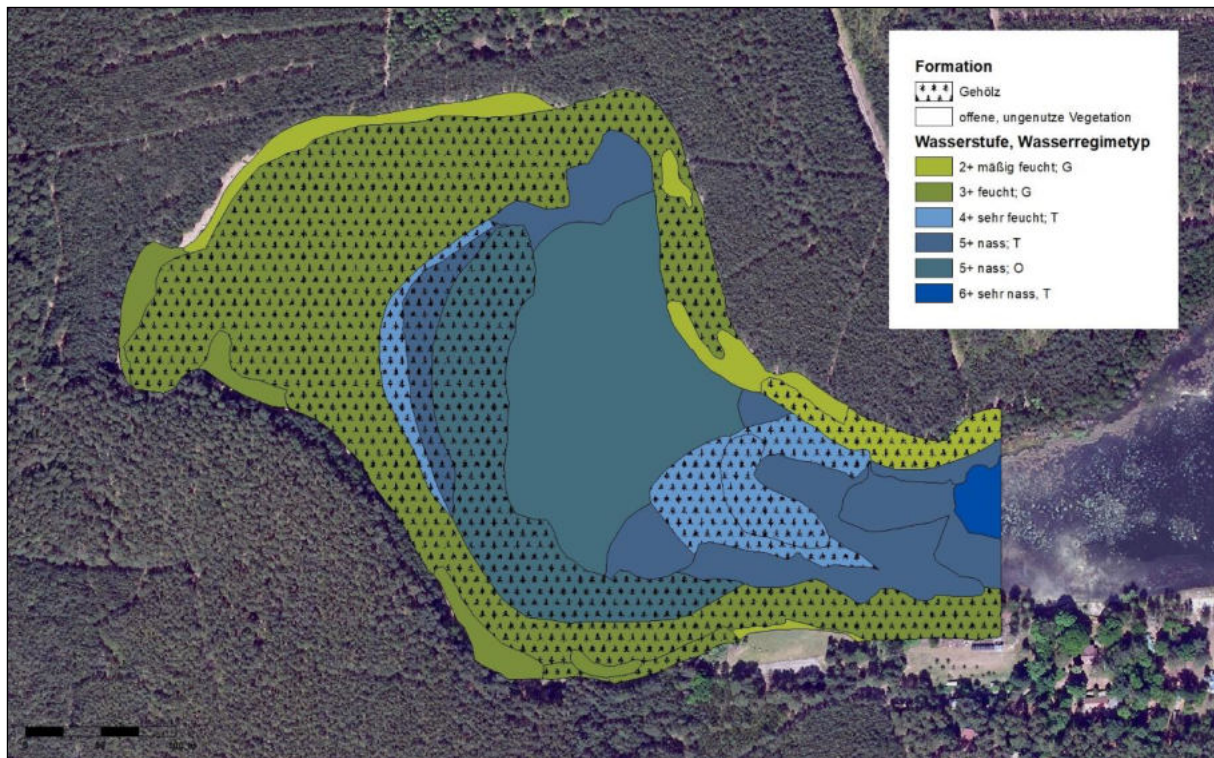 Formation
Gehölz
offene, ungenutze Vegetation
Wasserstufe, Wasserregimetyp
2+ mäßig feucht; G
3+ feucht; G
4+ sehr feucht; T
5+ nass; T
5+ nass; O
6+ sehr nass, T